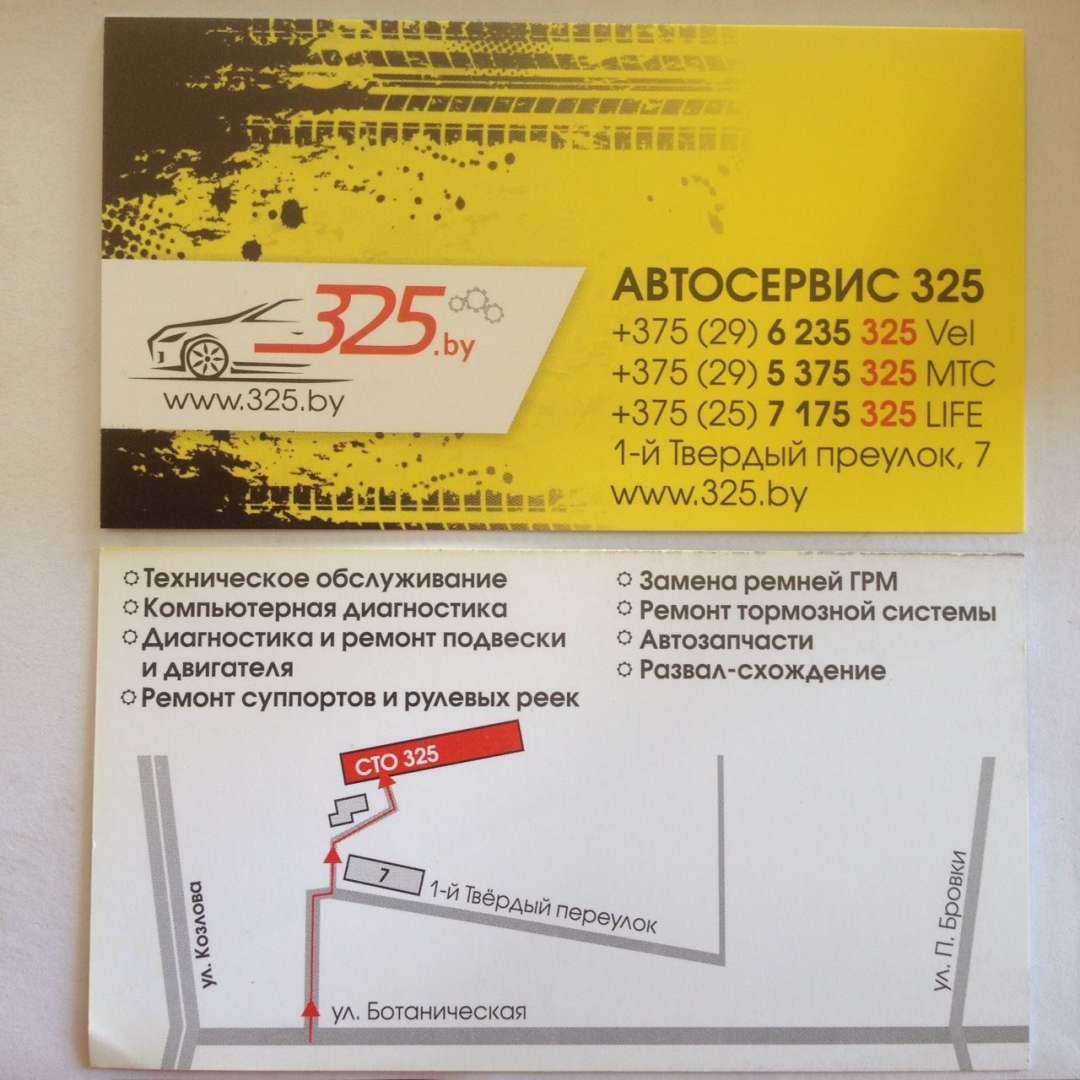 325.by
www.325.by
АВТОСЕРВИС 325
+375 (29) 6 235 325 Vel
+375 (29) 5 375 325 МТС
+375 (25) 7 175 325 LIFE
1-й Твердый преулок, 7
www.325.by
Техническое обслуживание
Компьютерная диагностика
Диагностика и ремонт подвески
и двигателя
Ремонт суппортов и рулевых реек
Замена ремней ГРМ
Ремонт тормозной системы
Автозапчасти
Развал-схождение
СТО 325
7
1-й Твёрдый переулок
ул. Козлова
ул. П. Бровки
ул. Ботаническая